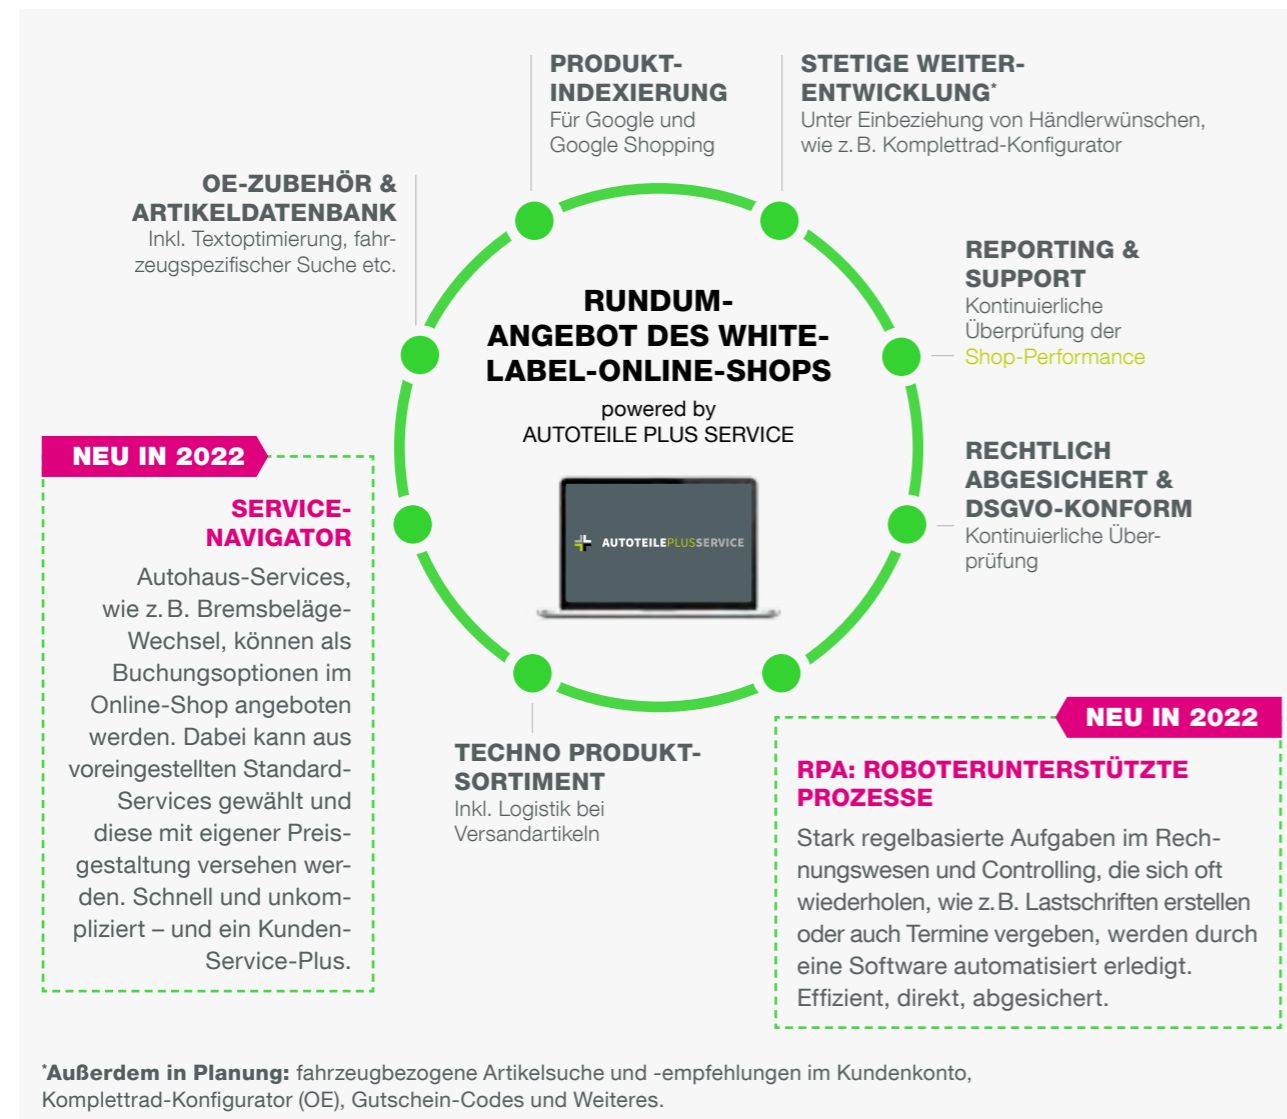 PRODUKT-
INDEXIERUNG
Für Google und
Google Shopping
STETIGE WEITER-
ENTWICKLUNG*
Unter Einbeziehung von Händlerwünschen,
wie z. B. Komplettrad-Konfigurator
OE-ZUBEHÖR &
ARTIKELDATENBANK
Inkl. Textoptimierung, fahr-
zeugspezifischer Suche etc.
REPORTING &
SUPPORT
Kontinuierliche
Überprüfung der
Shop-Performance
RUNDUM-
ANGEBOT DES WHITE-
LABEL-ONLINE-SHOPS
powered by
AUTOTEILE PLUS SERVICE
AUTOTEILEPLUSSERVICE
RECHTLICH
ABGESICHERT &
DSGVO-KONFORM
Kontinuierliche Über-
prüfung
NEU IN 2022
SERVICE-
NAVIGATOR
Autohaus-Services,
wie z. B. Bremsbeläge-
Wechsel, können als
Buchungsoptionen im
Online-Shop angeboten
werden. Dabei kann aus
voreingestellten Standard-
Services gewählt und
diese mit eigener Preis-
gestaltung versehen wer-
den. Schnell und unkom-
pliziert – und ein Kunden-
Service-Plus.
TECHNO PRODUKT-
SORTIMENT
Inkl. Logistik bei
Versandartikeln
NEU IN 2022
RPA: ROBOTERUNTERSTÜTZTE
PROZESSE
Stark regelbasierte Aufgaben im Rech-
nungswesen und Controlling, die sich oft
wiederholen, wie z. B. Lastschriften erstellen
oder auch Termine vergeben, werden durch
eine Software automatisiert erledigt.
Effizient, direkt, abgesichert.
*Außerdem in Planung: fahrzeugbezogene Artikelsuche und -empfehlungen im Kundenkonto,
Komplettrad-Konfigurator (OE), Gutschein-Codes und Weiteres.